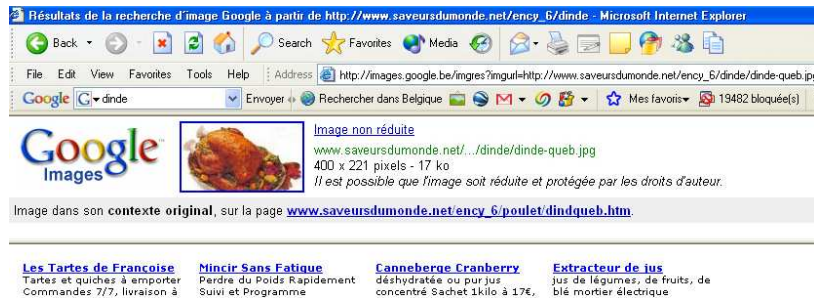 Résultats de la recherche d'image Google à partir de http://www.saveursdumonde.net/ency_6/dinde - Microsoft Internet Explorer
Back Search Favorites Media
File Edit View Favorites Tools Help Address http://images.google.be/imgres?imgurl=http://www.saveursdumonde.net/ency_6/dinde/dinde-queb.jp
Google G dinde Envoyer Rechercher dans Belgique Mes favoris 19482 bloquée(s)
Google Images
Image non réduite
www.saveursdumonde.net/.../dinde/dinde-queb.jpg
400 x 221 pixels - 17 ko
Il est possible que l'image soit réduite et protégée par les droits d'auteur.
Image dans son contexte original, sur la page www.saveursdumonde.net/ency_6/poulet/dindqueb.htm.
Les Tartes de Françoise
Tartes et quiches à emporter
Commandes 7/7, livraison à
Mincir Sans Fatigue
Perdre du Poids Rapidement
Suivi et Programme
Canneberge Cranberry
déshydratée ou pur jus
concentré Sachet 1kilo à 17€,
Extracteur de jus
jus de légumes, de fruits, de
blé mortier électrique